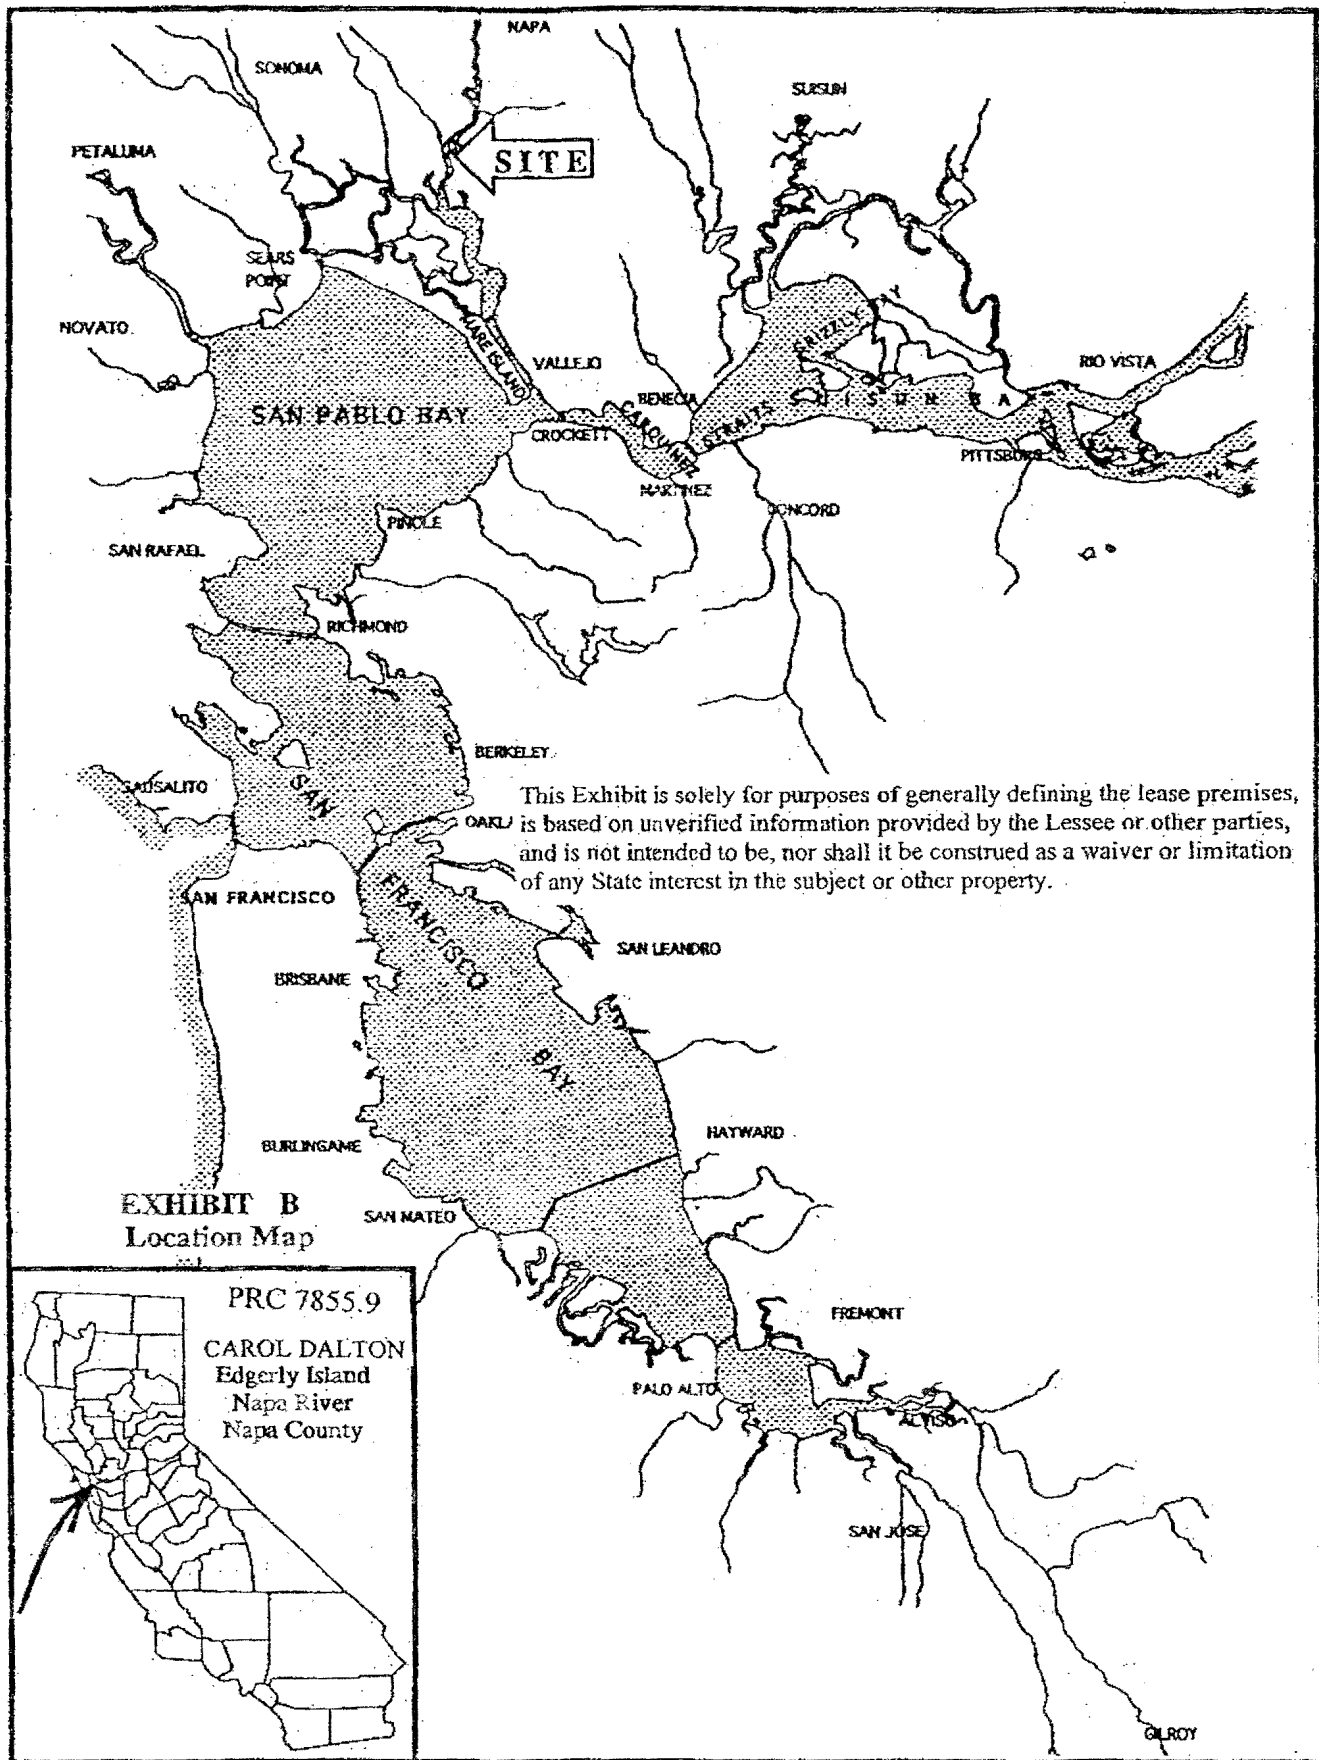 NAPA
SONOMA
SUISUN
PETALUMA
SITE
SEARS
POINT
NOVATO
MARE ISLAND
VALLEJO
GRIZZLY BAY
RIO VISTA
SAN PABLO BAY
BENECIA
SUISUN BA
CROCKETT
CARQUINEZ
STRAITS
PITTSBURG
MARTINEZ
CONCORD
PINOLE
SAN RAFAEL
RICHMOND
BERKELEY
SAUSALITO
SAN
FRANCISCO
BAY
OAKL
This Exhibit is solely for purposes of generally defining the lease premises,
is based on unverified information provided by the Lessee or other parties,
and is not intended to be, nor shall it be construed as a waiver or limitation
of any State interest in the subject or other property.
SAN FRANCISCO
SAN LEANDRO
BRISBANE
HAYWARD
BURLINGAME
SAN MATEO
EXHIBIT B
Location Map
PRC 7855.9
CAROL DALTON
Edgerly Island
Napa River
Napa County
FREMONT
PALO ALTO
ALVISO
SAN JOSE
GILROY